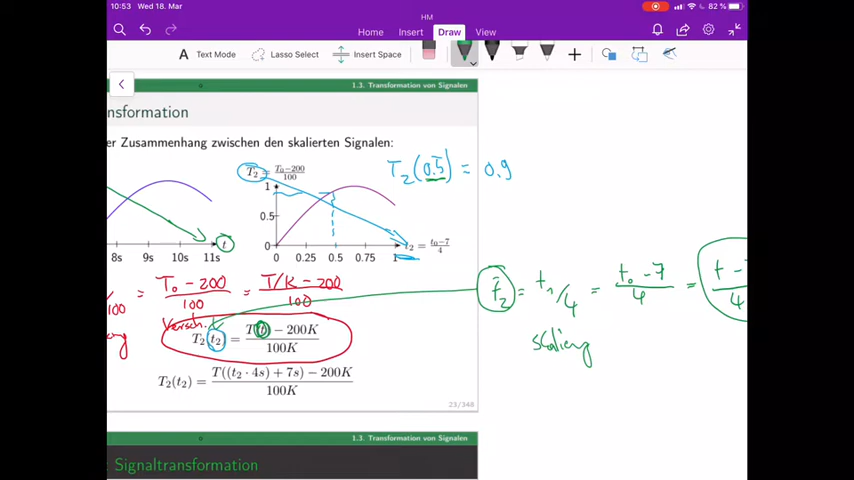 10:53 Wed 18. Mar
82 %
HM
Home Insert Draw View
A Text Mode Lasso Select Insert Space
1.3. Transformation von Signalen
nsformation
er Zusammenhang zwischen den skalierten Signalen:
T₂ = T₀−200 / 100
T₂(0.5) = 0.9
1
0.5
0
8s 9s 10s 11s t
0 0.25 0.5 0.75 1 t₂ = t₀−7 / 4
/100 = T₀ − 200 / 100 = T/K − 200 / 100
Versch.
t₂ = t₁/4 = t₀ − 7 / 4 = t − 7 / 4
skalierung
T₂(t₂) = T(t) − 200K / 100K
T₂(t₂) = T((t₂ · 4s) + 7s) − 200K / 100K
23/348
1.3. Transformation von Signalen
: Signaltransformation